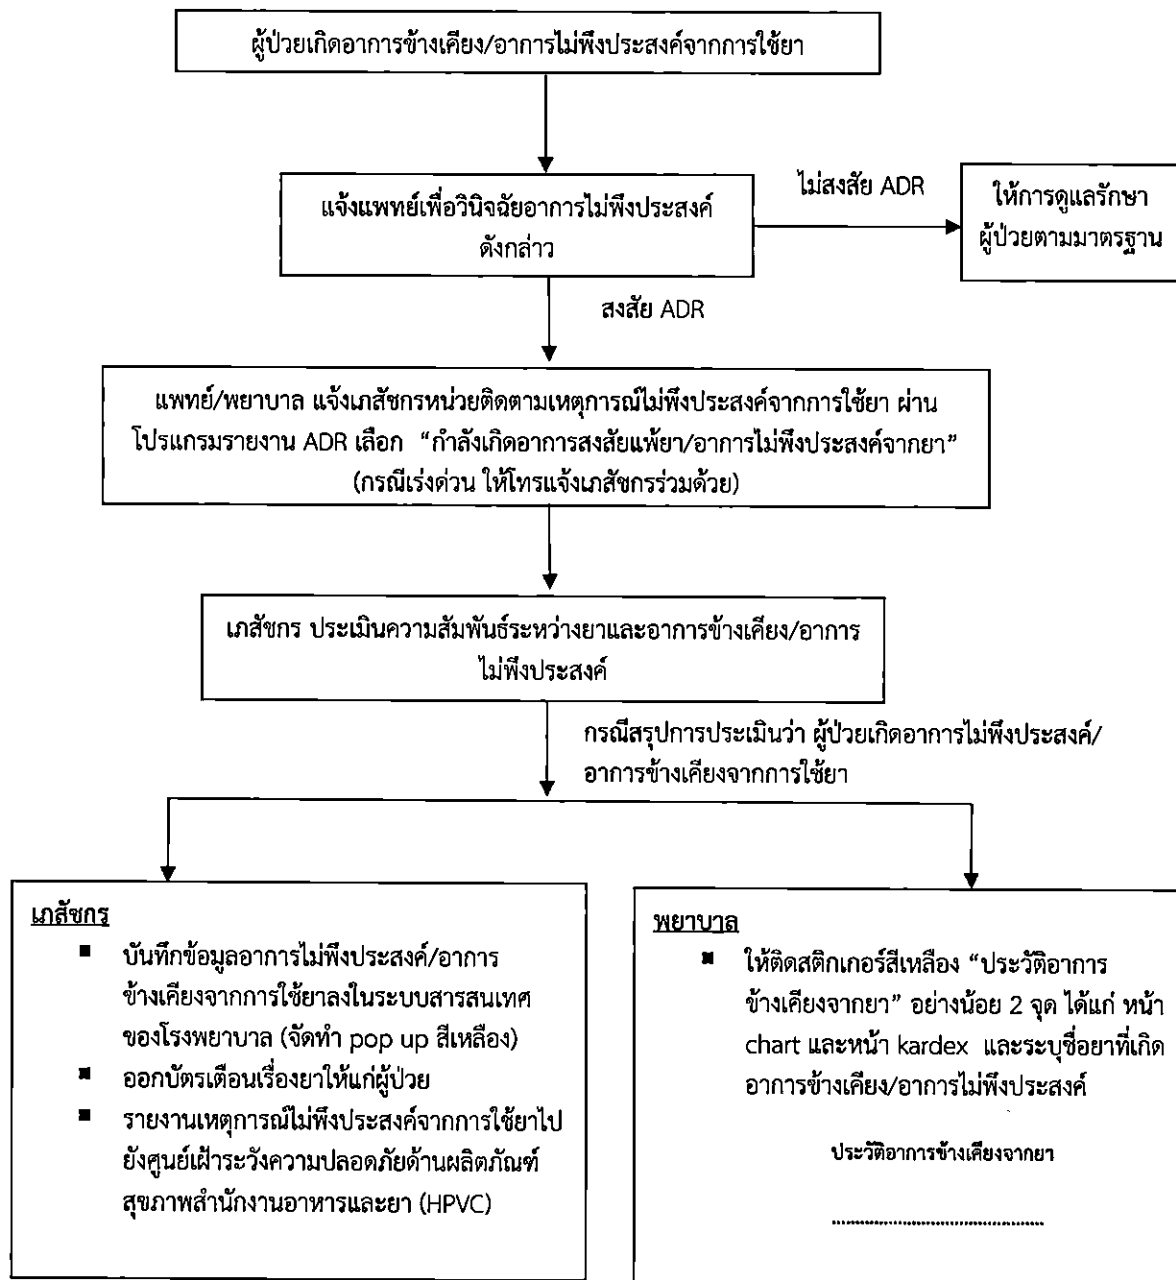 ผู้ป่วยเกิดอาการข้างเคียง/อาการไม่พึงประสงค์จากการใช้ยา
แจ้งแพทย์เพื่อวินิจฉัยอาการไม่พึงประสงค์
ดังกล่าว
ไม่สงสัย ADR
ให้การดูแลรักษา
ผู้ป่วยตามมาตรฐาน
สงสัย ADR
แพทย์/พยาบาล แจ้งเภสัชกรหน่วยติดตามเหตุการณ์ไม่พึงประสงค์จากการใช้ยา ผ่าน
โปรแกรมรายงาน ADR เลือก “กำลังเกิดอาการสงสัยแพ้ยา/อาการไม่พึงประสงค์จากยา”
(กรณีเร่งด่วน ให้โทรแจ้งเภสัชกรร่วมด้วย)
เภสัชกร ประเมินความสัมพันธ์ระหว่างยาและอาการข้างเคียง/อาการ
ไม่พึงประสงค์
กรณีสรุปการประเมินว่า ผู้ป่วยเกิดอาการไม่พึงประสงค์/
อาการข้างเคียงจากการใช้ยา
เภสัชกร
▪ บันทึกข้อมูลอาการไม่พึงประสงค์/อาการ
ข้างเคียงจากการใช้ยาลงในระบบสารสนเทศ
ของโรงพยาบาล (จัดทำ pop up สีเหลือง)
▪ ออกบัตรเตือนเรื่องยาให้แก่ผู้ป่วย
▪ รายงานเหตุการณ์ไม่พึงประสงค์จากการใช้ยาไป
ยังศูนย์เฝ้าระวังความปลอดภัยด้านผลิตภัณฑ์
สุขภาพสำนักงานอาหารและยา (HPVC)
พยาบาล
▪ ให้ติดสติกเกอร์สีเหลือง “ประวัติอาการ
ข้างเคียงจากยา” อย่างน้อย 2 จุด ได้แก่ หน้า
chart และหน้า kardex และระบุชื่อยาที่เกิด
อาการข้างเคียง/อาการไม่พึงประสงค์
ประวัติอาการข้างเคียงจากยา
..........................................